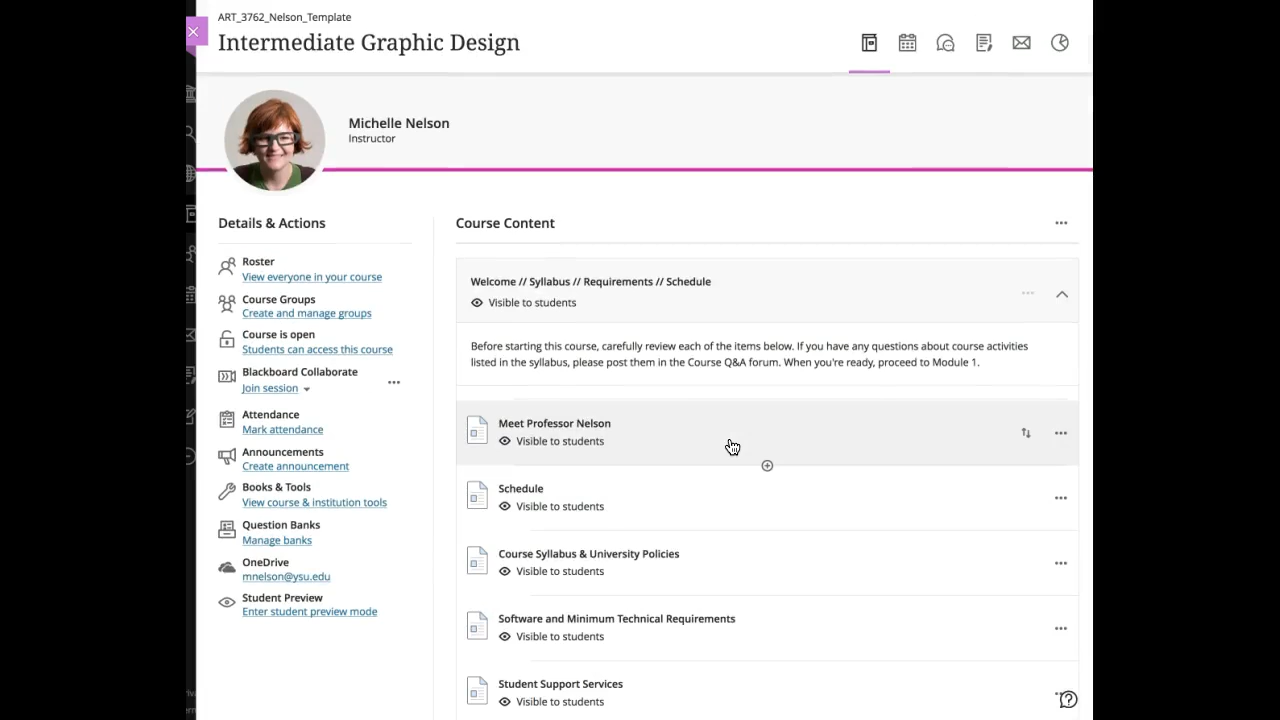 ART_3762_Nelson_Template
Intermediate Graphic Design
Michelle Nelson
Instructor
Details & Actions
Roster
View everyone in your course
Course Groups
Create and manage groups
Course is open
Students can access this course
Blackboard Collaborate
Join session
Attendance
Mark attendance
Announcements
Create announcement
Books & Tools
View course & institution tools
Question Banks
Manage banks
OneDrive
mnelson@ysu.edu
Student Preview
Enter student preview mode
Course Content
Welcome // Syllabus // Requirements // Schedule
Visible to students
Before starting this course, carefully review each of the items below. If you have any questions about course activities
listed in the syllabus, please post them in the Course Q&A forum. When you're ready, proceed to Module 1.
Meet Professor Nelson
Visible to students
Schedule
Visible to students
Course Syllabus & University Policies
Visible to students
Software and Minimum Technical Requirements
Visible to students
Student Support Services
Visible to students